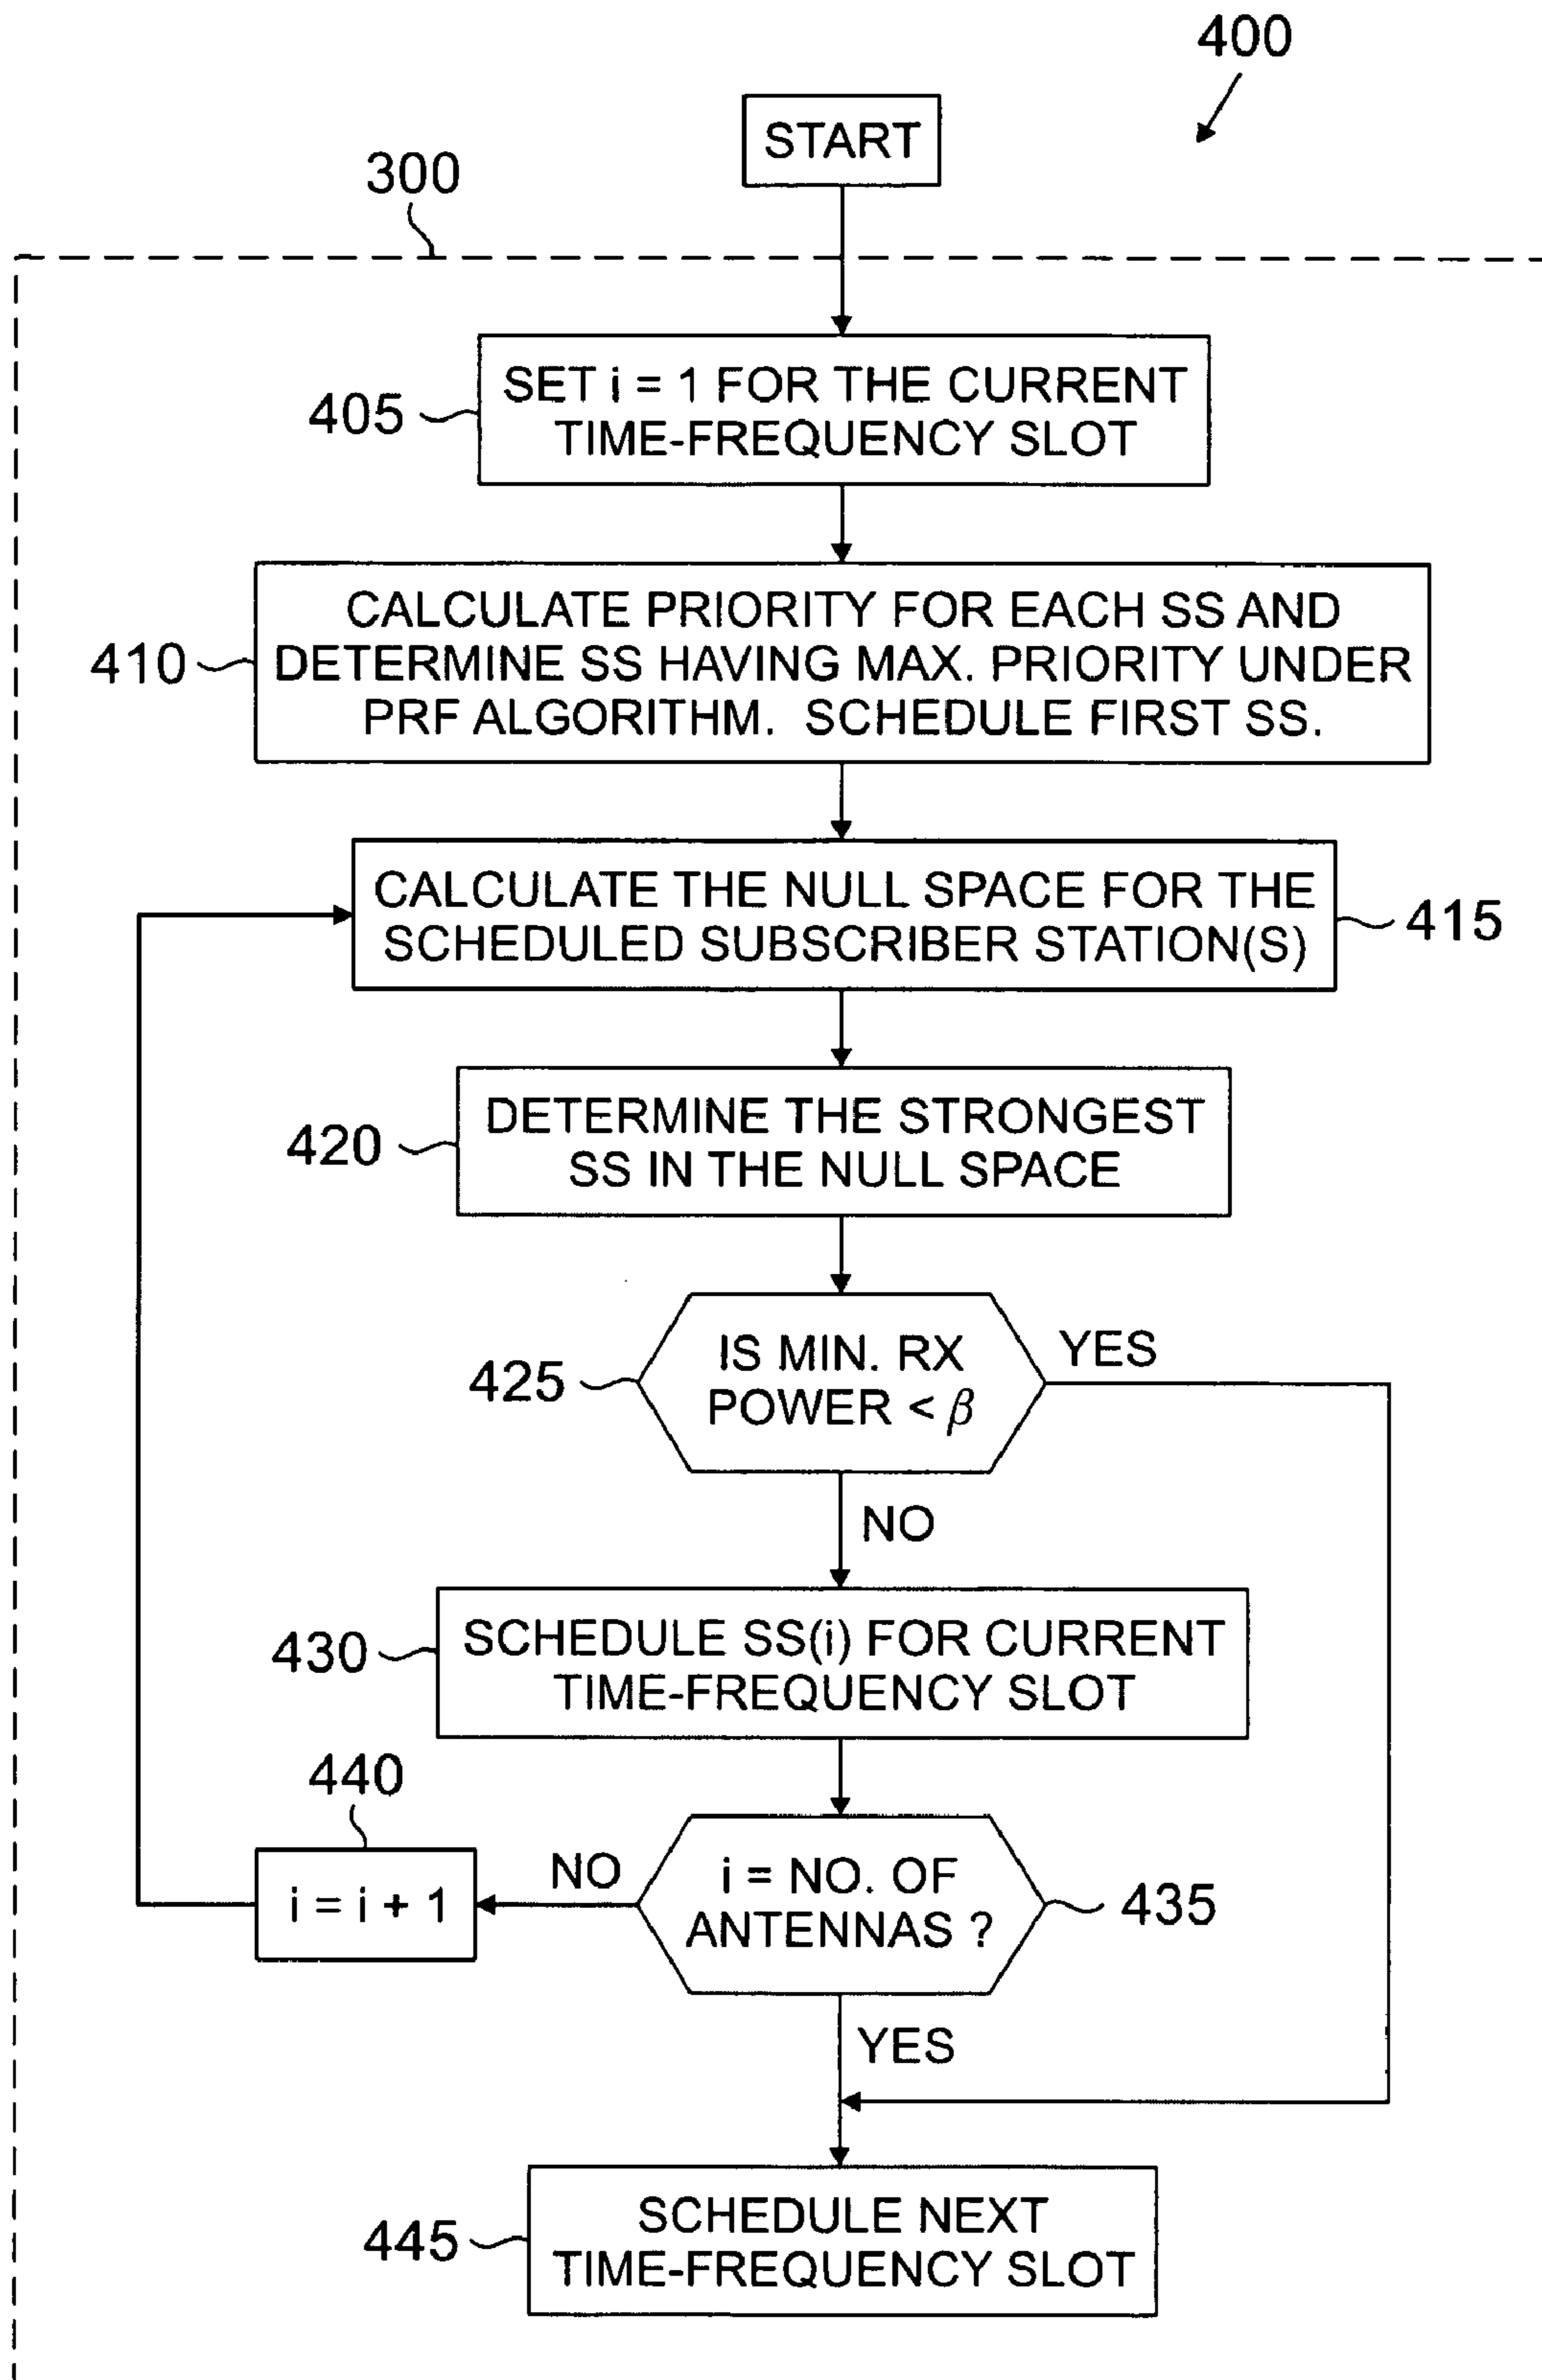 400
START
300
SET i = 1 FOR THE CURRENT
TIME-FREQUENCY SLOT
405
CALCULATE PRIORITY FOR EACH SS AND
DETERMINE SS HAVING MAX. PRIORITY UNDER
PRF ALGORITHM. SCHEDULE FIRST SS.
410
CALCULATE THE NULL SPACE FOR THE
SCHEDULED SUBSCRIBER STATION(S)
415
DETERMINE THE STRONGEST
SS IN THE NULL SPACE
420
IS MIN. RX
POWER < β
425
YES
NO
SCHEDULE SS(i) FOR CURRENT
TIME-FREQUENCY SLOT
430
440
i = i + 1
NO
i = NO. OF
ANTENNAS ?
435
YES
SCHEDULE NEXT
TIME-FREQUENCY SLOT
445